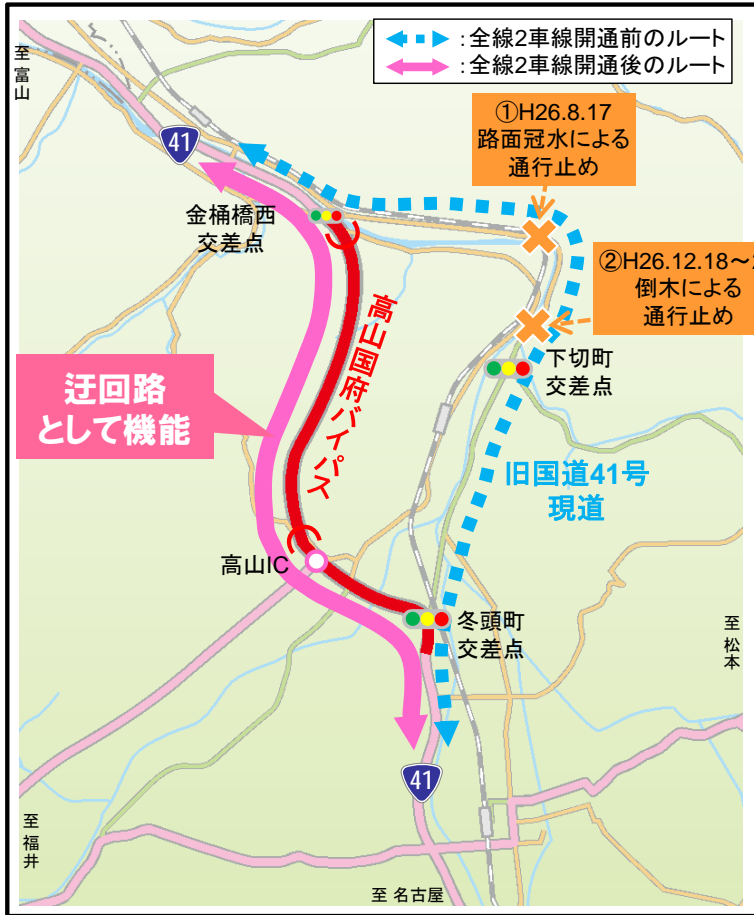 :全線2車線開通前のルート
:全線2車線開通後のルート
至
富
山
①H26.8.17
路面冠水による
通行止め
41
金桶橋西
交差点
②H26.12.18～
倒木による
通行止め
高山国府バイパス
下切町
交差点
迂回路
として機能
旧国道41号
現道
高山IC
冬頭町
交差点
至
松
本
41
至
福
井
至 名古屋